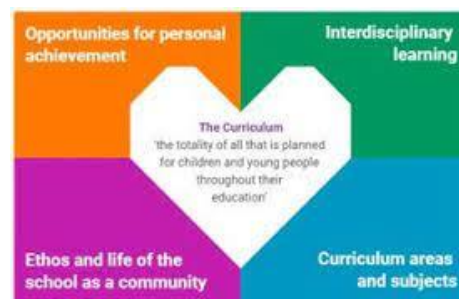 Opportunities for personal
achievement
Interdisciplinary
learning
The Curriculum
'the totality of all that is planned
for children and young people
throughout their
education'
Ethos and life of the
school as a community
Curriculum areas
and subjects